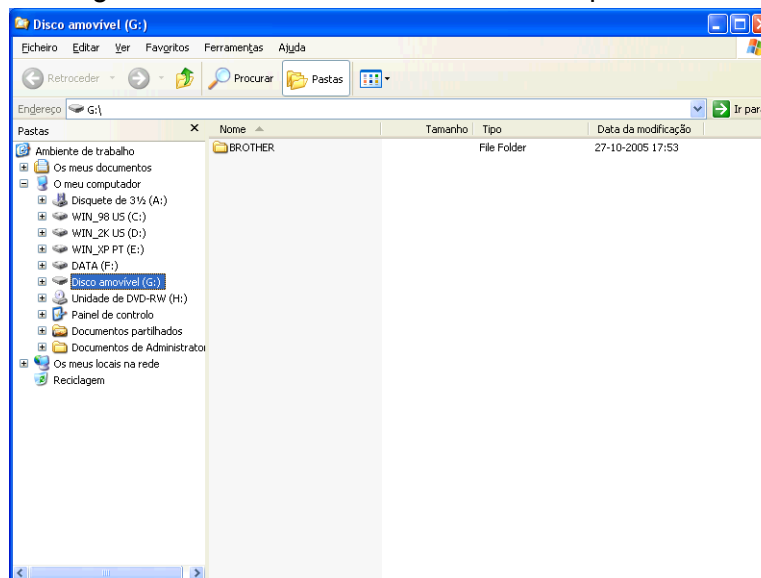 Disco amovível (G:)
Ficheiro Editar Ver Favoritos Ferramentas Ajuda
Retroceder Procurar Pastas
Endereço G:\ Ir para
Pastas × Nome Tamanho Tipo Data da modificação
Ambiente de trabalho BROTHER File Folder 27-10-2005 17:53
Os meus documentos
O meu computador
Disquete de 3½ (A:)
WIN_98 US (C:)
WIN_2K US (D:)
WIN_XP PT (E:)
DATA (F:)
Disco amovível (G:)
Unidade de DVD-RW (H:)
Painel de controlo
Documentos partilhados
Documentos de Administrator
Os meus locais na rede
Reciclagem